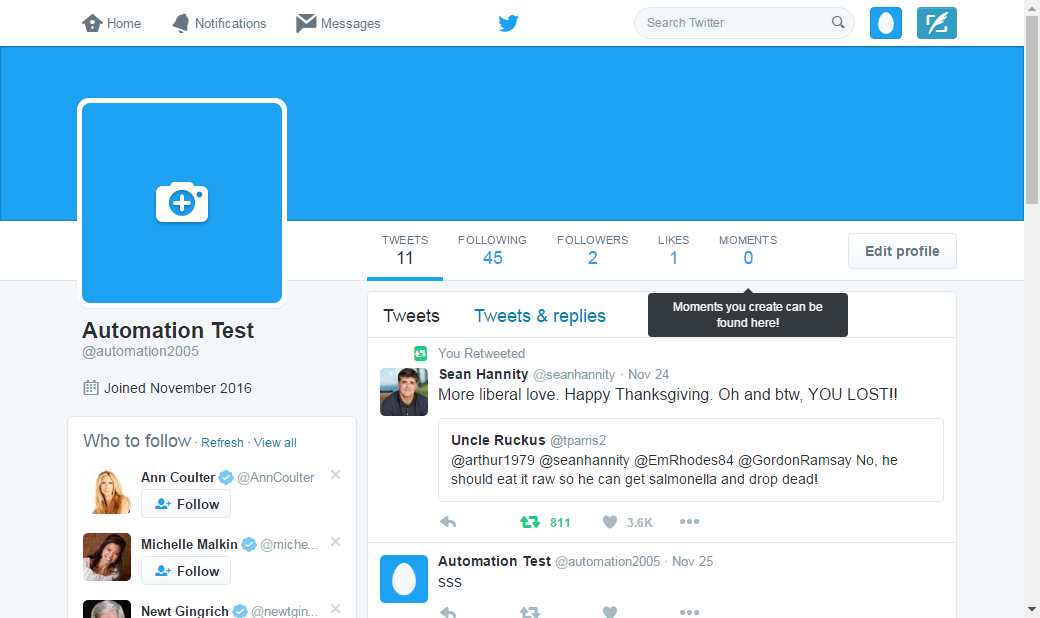 Home
Notifications
Messages
Search Twitter
TWEETS
11
FOLLOWING
45
FOLLOWERS
2
LIKES
1
MOMENTS
0
Edit profile
Moments you create can be
found here!
Automation Test
@automation2005
Joined November 2016
Who to follow · Refresh · View all
Ann Coulter @AnnCoulter
Follow
Michelle Malkin @miche...
Follow
Newt Gingrich @newtgin...
Tweets
Tweets & replies
You Retweeted
Sean Hannity @seanhannity · Nov 24
More liberal love. Happy Thanksgiving. Oh and btw, YOU LOST!!
Uncle Ruckus @tparris2
@arthur1979 @seanhannity @EmRhodes84 @GordonRamsay No, he
should eat it raw so he can get salmonella and drop dead!
811
3.6K
Automation Test @automation2005 · Nov 25
sss